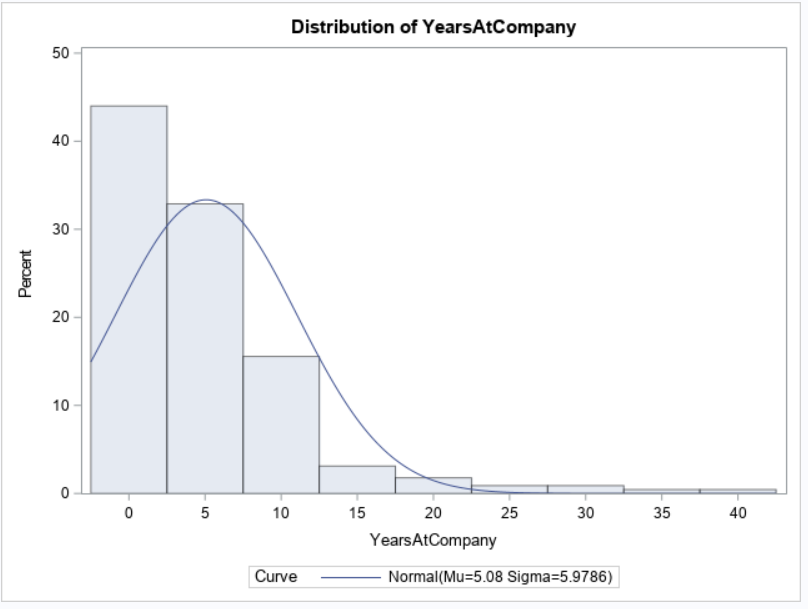 Distribution of YearsAtCompany
50
40
30
20
10
0
Percent
0 5 10 15 20 25 30 35 40
YearsAtCompany
Curve Normal(Mu=5.08 Sigma=5.9786)